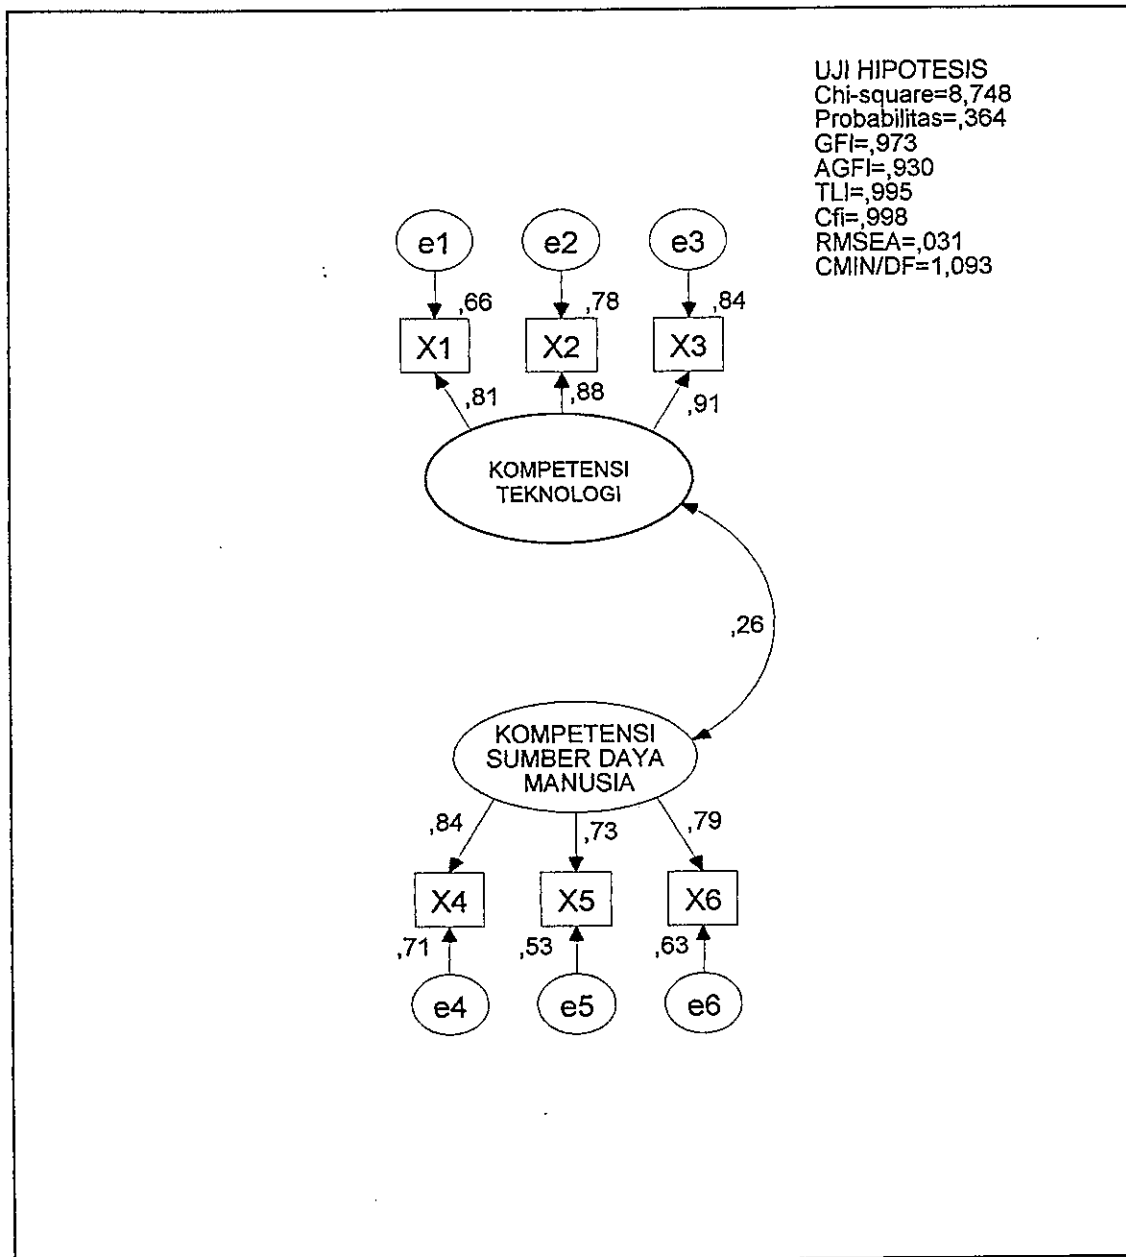 UJI HIPOTESIS
Chi-square=8,748
Probabilitas=,364
GFI=,973
AGFI=,930
TLI=,995
Cfi=,998
RMSEA=,031
CMIN/DF=1,093
e1 e2 e3
,66 ,78 ,84
X1 X2 X3
,81 ,88 ,91
KOMPETENSI
TEKNOLOGI
,26
KOMPETENSI
SUMBER DAYA
MANUSIA
,84 ,73 ,79
X4 X5 X6
,71 ,53 ,63
e4 e5 e6